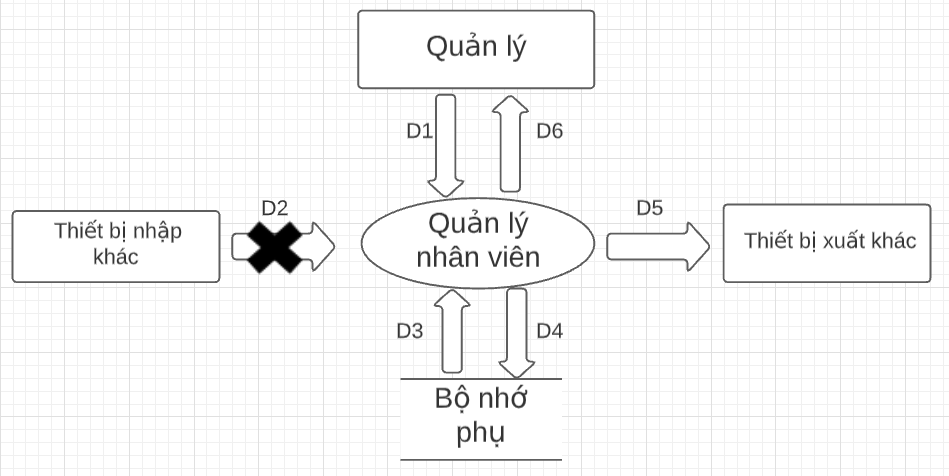 Quản lý
D1
D6
D2
D5
Thiết bị nhập
khác
Quản lý
nhân viên
Thiết bị xuất khác
D3
D4
Bộ nhớ
phụ